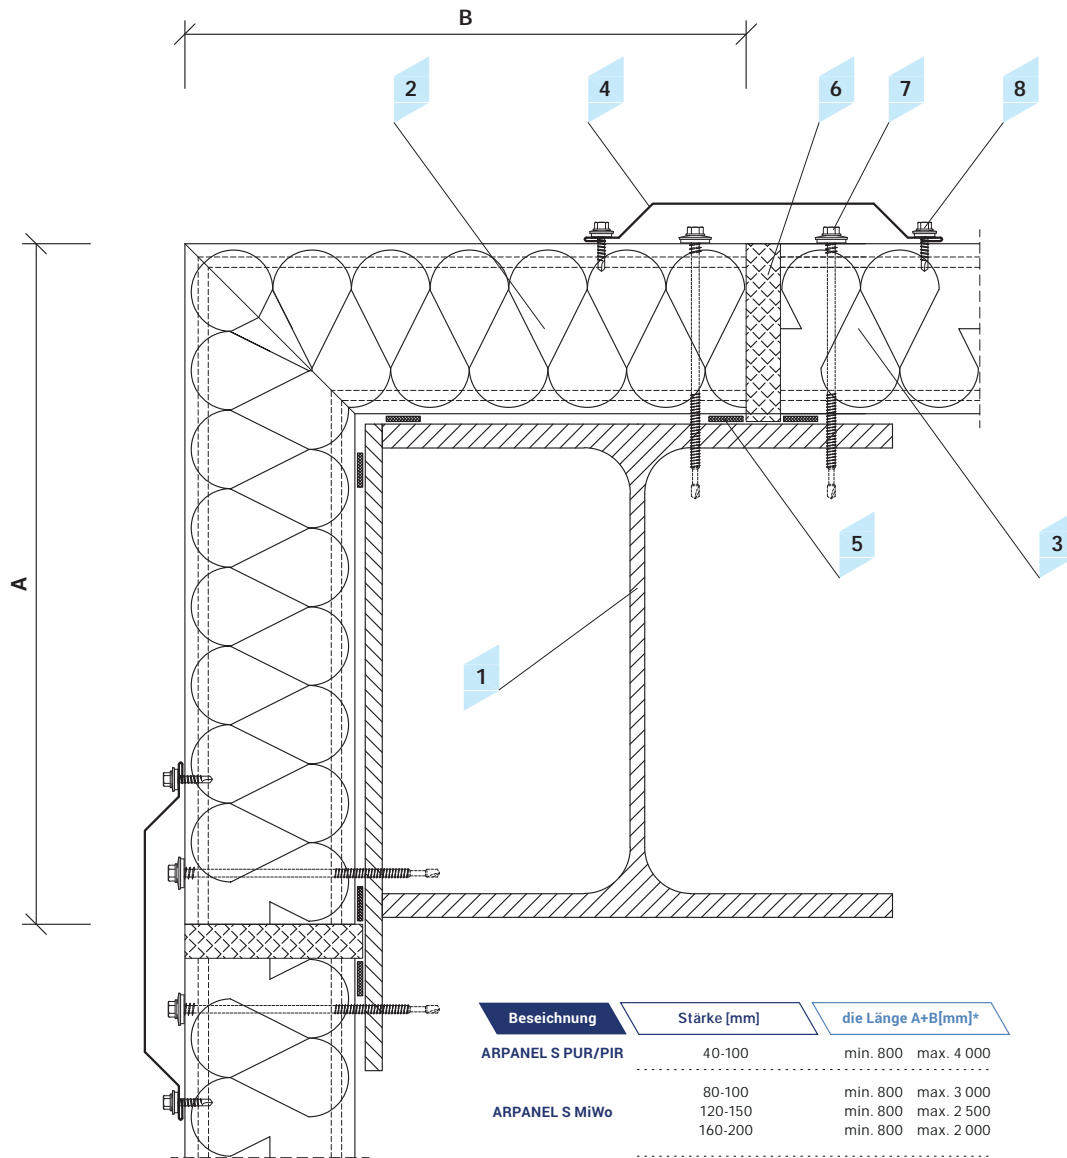 B
2
4
6
7
8
A
5
3
1
Beseichnung Stärke [mm] die Länge A+B[mm]*
ARPANEL S PUR/PIR 40-100 min. 800 max. 4 000
80-100 min. 800 max. 3 000
ARPANEL S MiWo 120-150 min. 800 max. 2 500
160-200 min. 800 max. 2 000